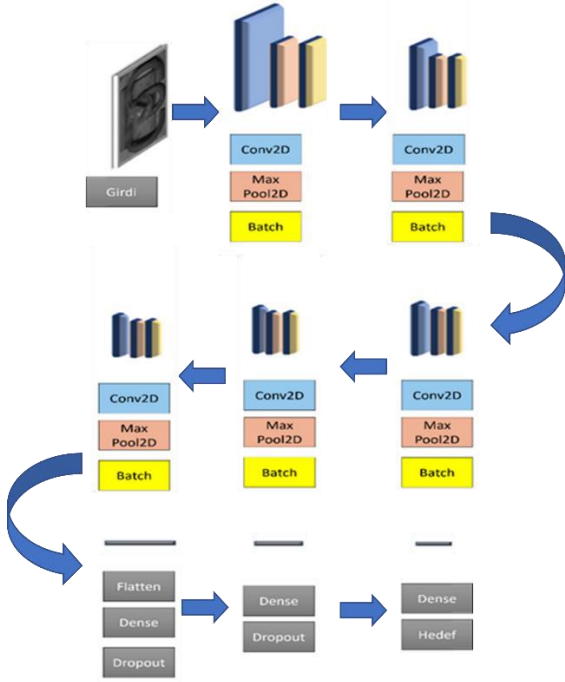 Girdi
Conv2D
Max
Pool2D
Batch
Conv2D
Max
Pool2D
Batch
Conv2D
Max
Pool2D
Batch
Conv2D
Max
Pool2D
Batch
Conv2D
Max
Pool2D
Batch
Flatten
Dense
Dropout
Dense
Dropout
Dense
Hedef